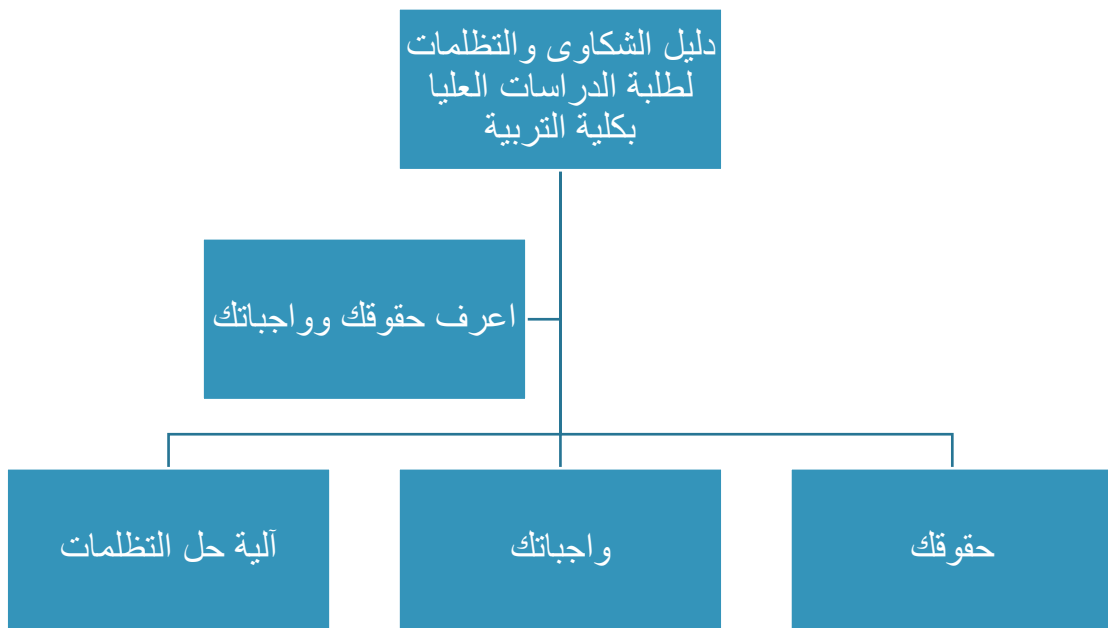 دليل الشكاوى والتظلمات
لطلبة الدراسات العليا
بكلية التربية
اعرف حقوقك وواجباتك
حقوقك
واجباتك
آلية حل التظلمات